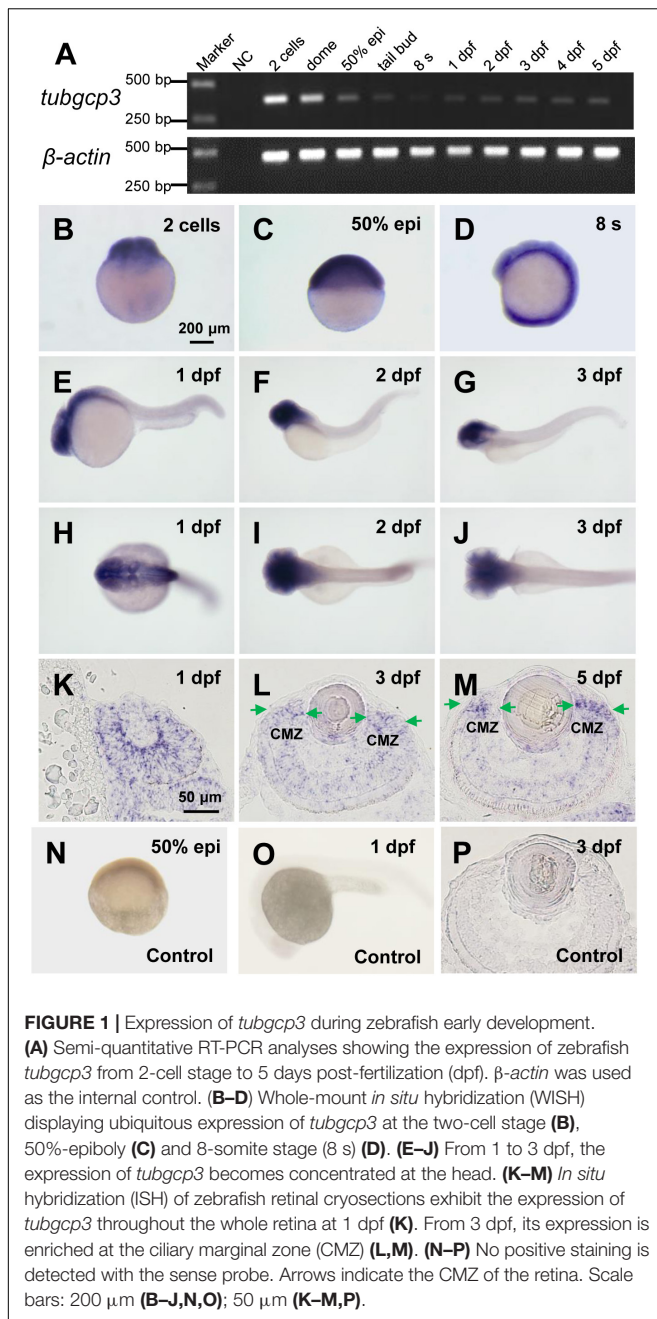 A
Marker NC 2 cells dome 50% epi tail bud 8 s 1 dpf 2 dpf 3 dpf 4 dpf 5 dpf
500 bp
tubgcp3
250 bp
500 bp
β-actin
250 bp
B 2 cells
200 µm
C 50% epi
D 8 s
E 1 dpf
F 2 dpf
G 3 dpf
H 1 dpf
I 2 dpf
J 3 dpf
K 1 dpf
50 µm
L 3 dpf
CMZ CMZ
M 5 dpf
CMZ CMZ
N 50% epi
Control
O 1 dpf
Control
P 3 dpf
Control
FIGURE 1 | Expression of tubgcp3 during zebrafish early development.
(A) Semi-quantitative RT-PCR analyses showing the expression of zebrafish
tubgcp3 from 2-cell stage to 5 days post-fertilization (dpf). β-actin was used
as the internal control. (B–D) Whole-mount in situ hybridization (WISH)
displaying ubiquitous expression of tubgcp3 at the two-cell stage (B),
50%-epiboly (C) and 8-somite stage (8 s) (D). (E–J) From 1 to 3 dpf, the
expression of tubgcp3 becomes concentrated at the head. (K–M) In situ
hybridization (ISH) of zebrafish retinal cryosections exhibit the expression of
tubgcp3 throughout the whole retina at 1 dpf (K). From 3 dpf, its expression is
enriched at the ciliary marginal zone (CMZ) (L,M). (N–P) No positive staining is
detected with the sense probe. Arrows indicate the CMZ of the retina. Scale
bars: 200 µm (B–J,N,O); 50 µm (K–M,P).